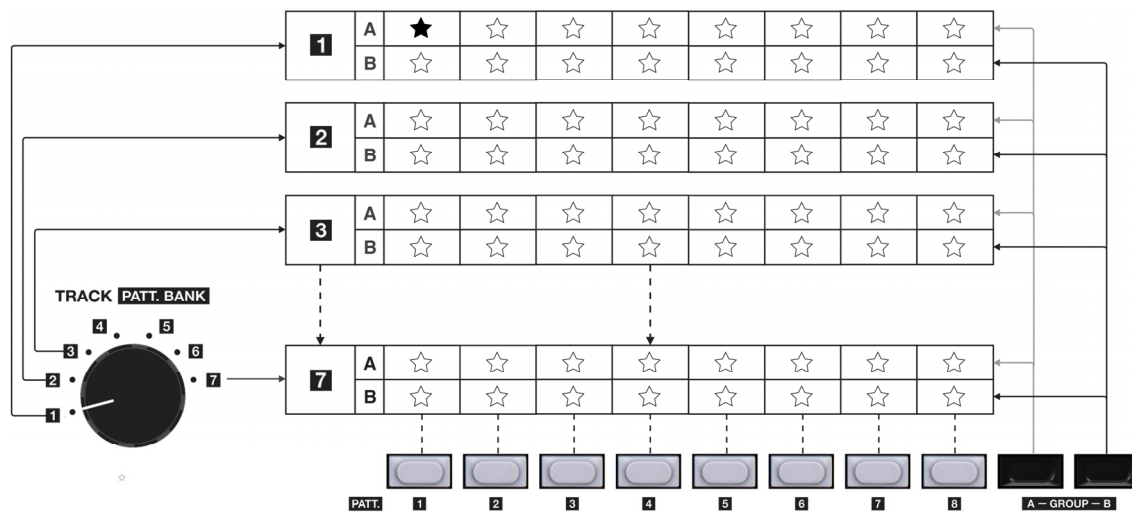 1 A
B
2 A
B
3 A
B
TRACK PATT. BANK
4 5
3 6
2 7
1
7 A
B
PATT. 1 2 3 4 5 6 7 8 A – GROUP – B